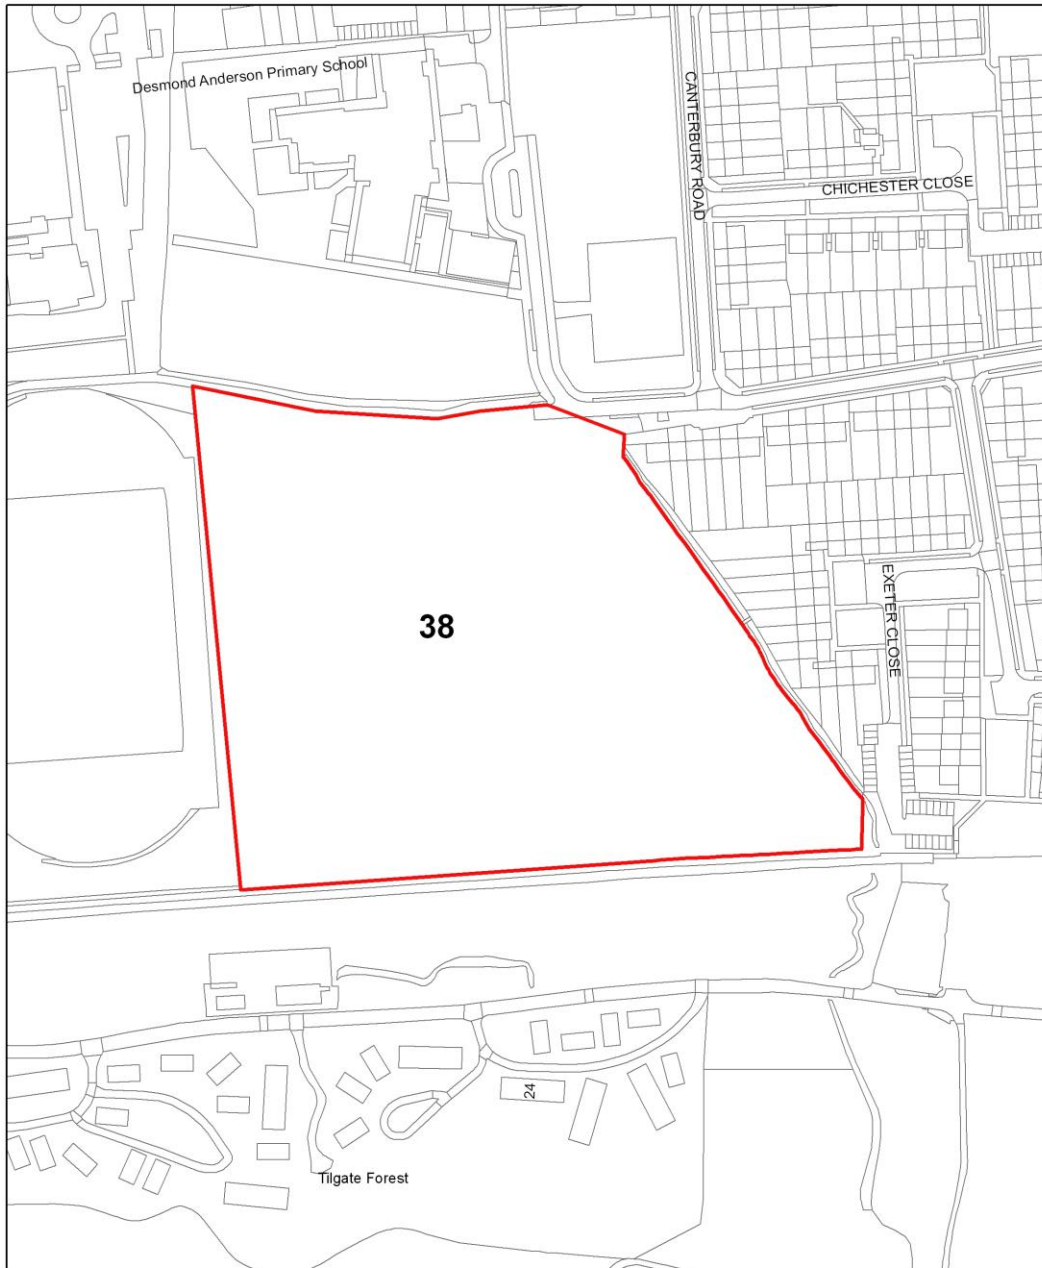 Desmond Anderson Primary School
CANTERBURY ROAD
CHICHESTER CLOSE
38
EXETER CLOSE
24
Tilgate Forest